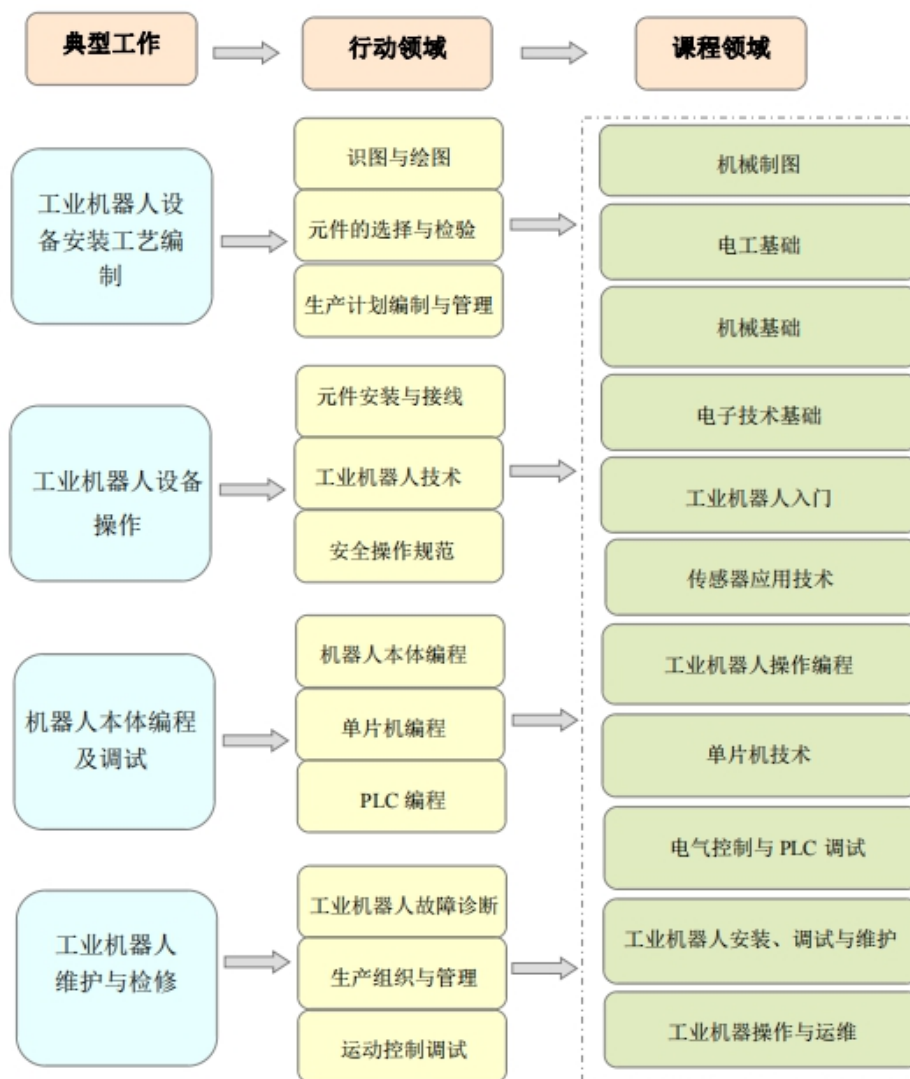 典型工作
行动领域
课程领域
工业机器人设
备安装工艺编
制
识图与绘图
元件的选择与检验
生产计划编制与管理
工业机器人设备
操作
元件安装与接线
工业机器人技术
安全操作规范
机器人本体编程
及调试
机器人本体编程
单片机编程
PLC 编程
工业机器人
维护与检修
工业机器人故障诊断
生产组织与管理
运动控制调试
机械制图
电工基础
机械基础
电子技术基础
工业机器人入门
传感器应用技术
工业机器人操作编程
单片机技术
电气控制与 PLC 调试
工业机器人安装、调试与维护
工业机器操作与运维